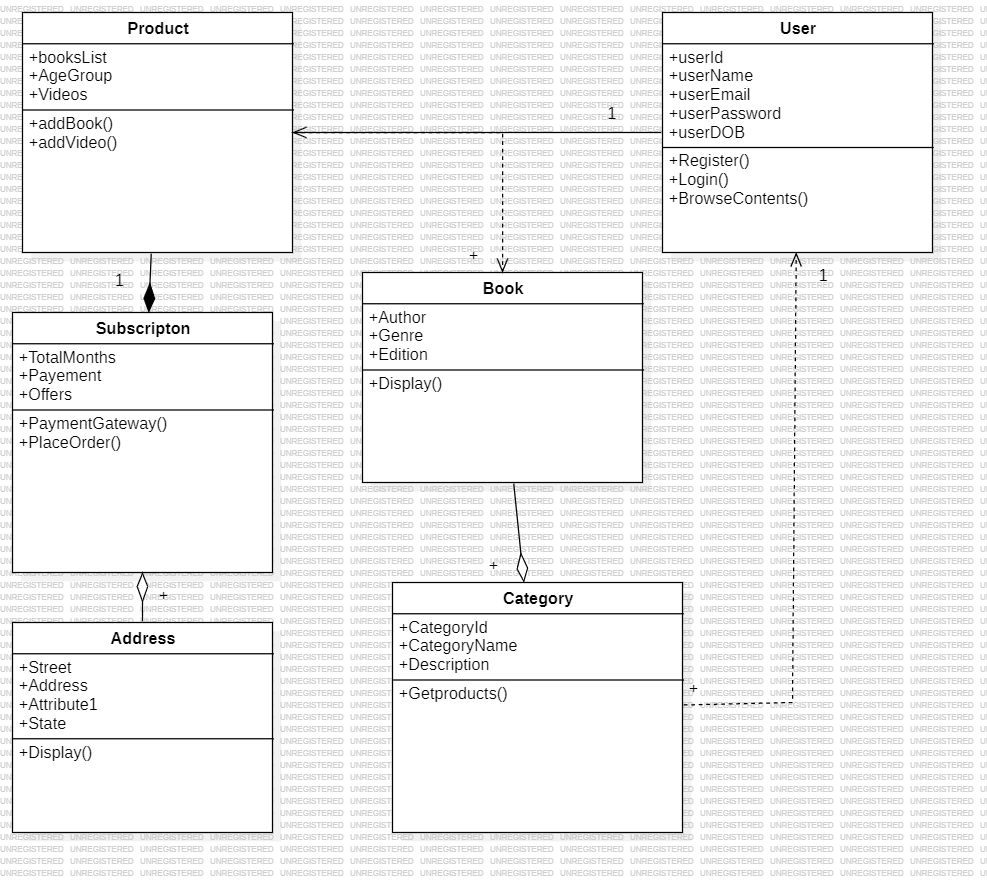 Product
+booksList
+AgeGroup
+Videos
+addBook()
+addVideo()
User
+userId
+userName
+userEmail
+userPassword
+userDOB
+Register()
+Login()
+BrowseContents()
1
+
1
1
Book
+Author
+Genre
+Edition
+Display()
Subscripton
+TotalMonths
+Payement
+Offers
+PaymentGateway()
+PlaceOrder()
+
+
Category
+CategoryId
+CategoryName
+Description
+Getproducts()
+
Address
+Street
+Address
+Attribute1
+State
+Display()
UNREGISTERED